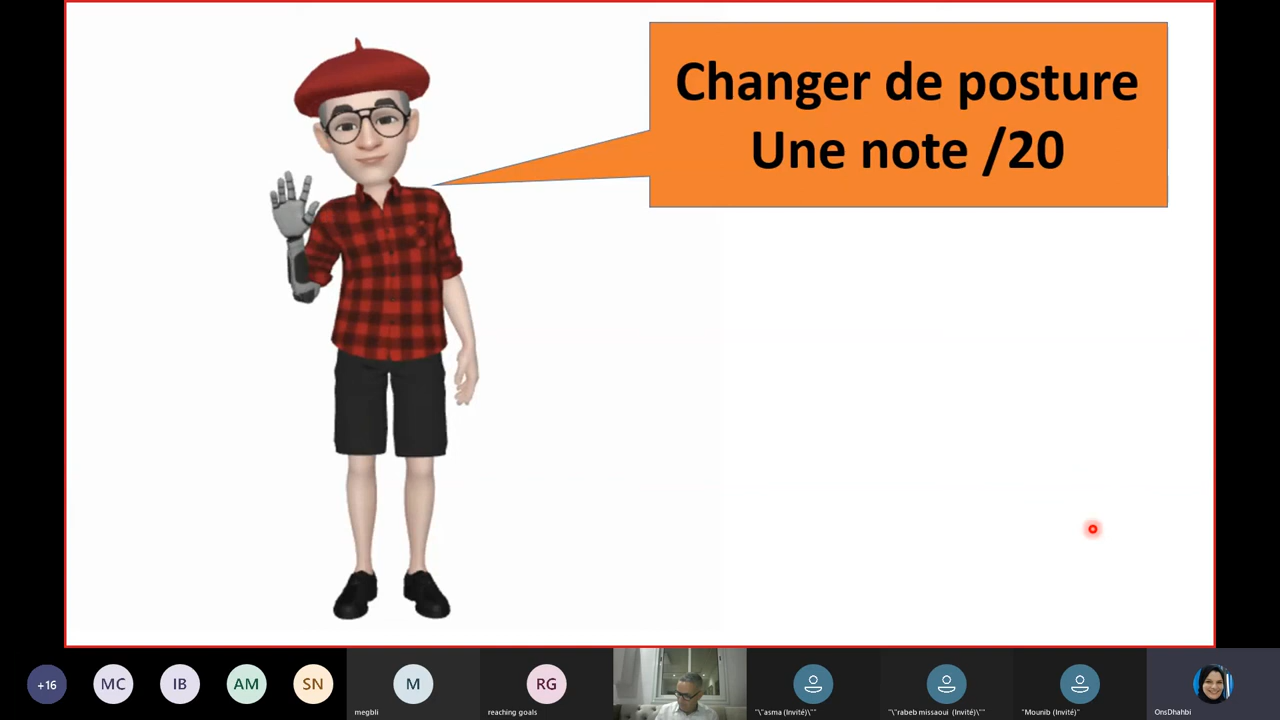 Changer de posture
Une note /20
+16
MC
IB
AM
SN
M
RG
megbli
reaching goals
"\"asma (Invité)\""
"\"rabeb missaoui (Invité)\""
"Mounib (Invité)"
OnsDhahbi